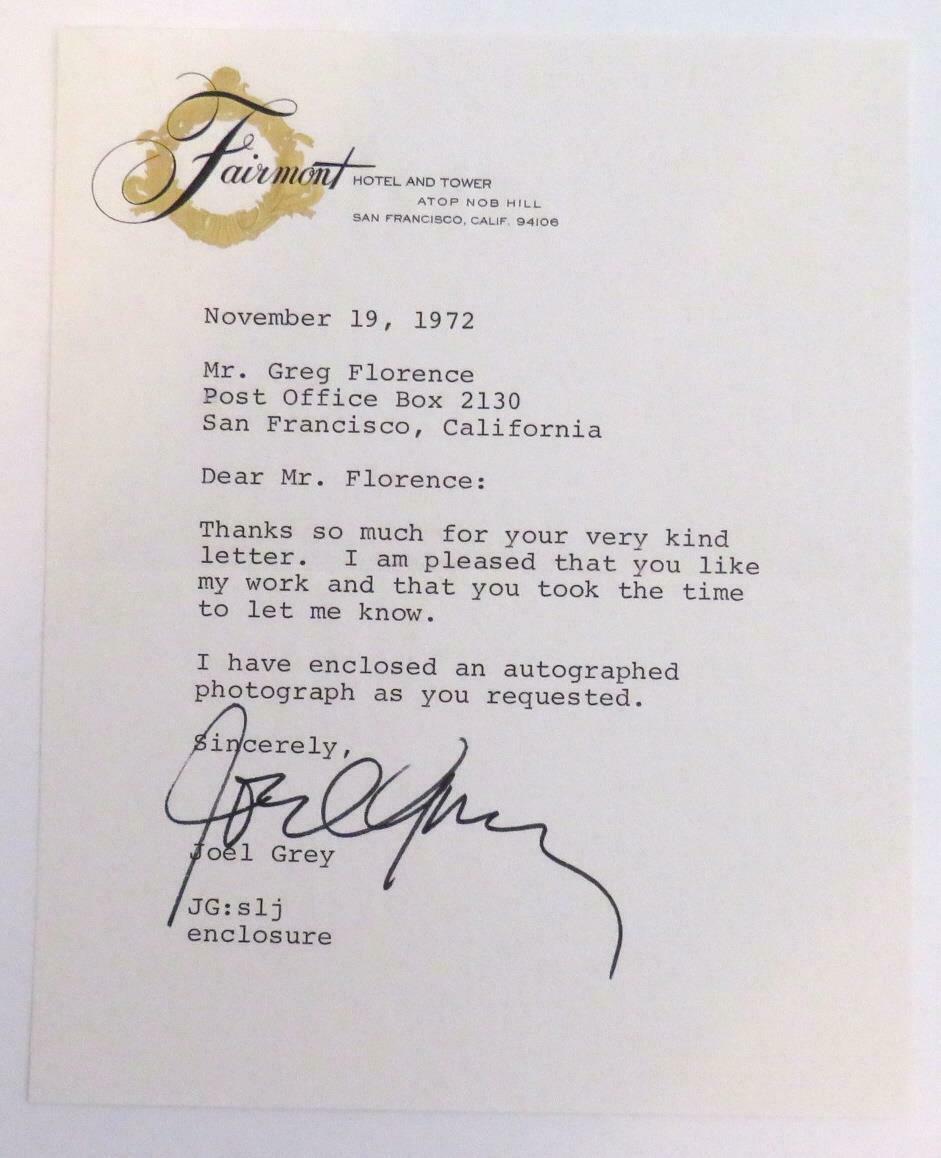 Fairmont HOTEL AND TOWER
ATOP NOB HILL
SAN FRANCISCO, CALIF. 94106
November 19, 1972
Mr. Greg Florence
Post Office Box 2130
San Francisco, California
Dear Mr. Florence:
Thanks so much for your very kind
letter.  I am pleased that you like
my work and that you took the time
to let me know.
I have enclosed an autographed
photograph as you requested.
Sincerely,
Joel Grey
Joel Grey
JG:slj
enclosure